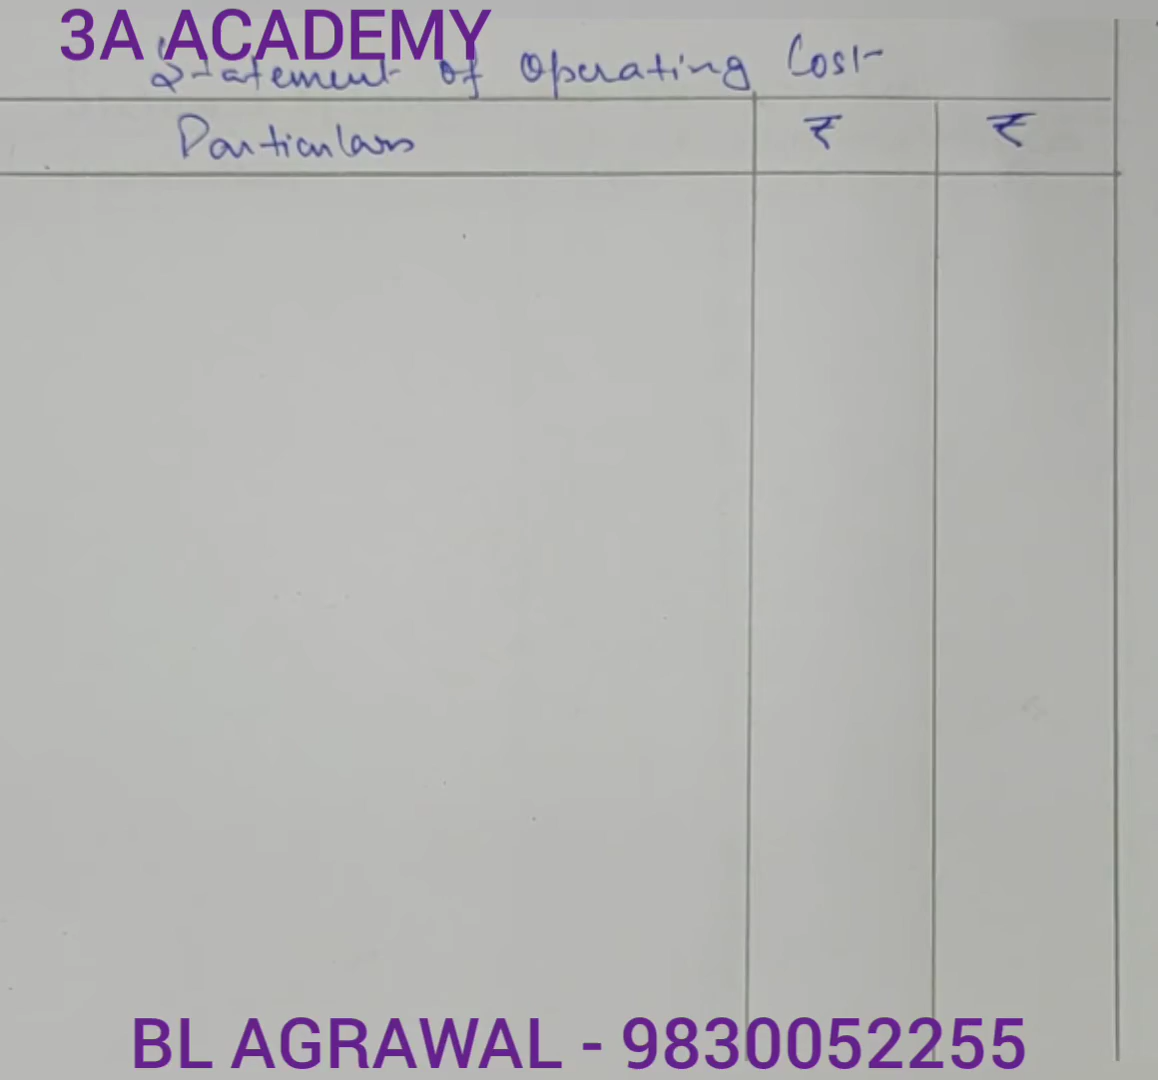 3A ACADEMY
Statement of Operating Cost
Particulars ₹ ₹
BL AGRAWAL - 9830052255